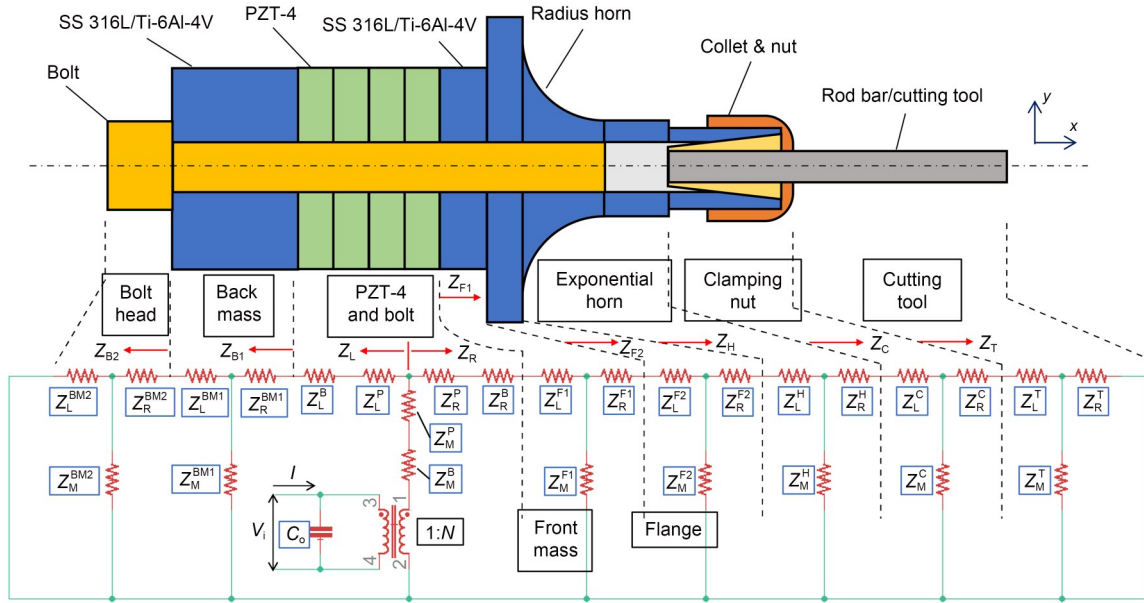 SS 316L/Ti-6Al-4V
PZT-4
SS 316L/Ti-6Al-4V
Radius horn
Collet & nut
Bolt
Rod bar/cutting tool
y
x
Bolt
head
Back
mass
PZT-4
and bolt
Z_F1
Exponential
horn
Clamping
nut
Cutting
tool
Z_B2
Z_B1
Z_L
Z_R
Z_F2
Z_H
Z_C
Z_T
Z_L^BM2
Z_R^BM2
Z_L^BM1
Z_R^BM1
Z_L^B
Z_L^P
Z_R^P
Z_R^B
Z_L^F1
Z_R^F1
Z_L^F2
Z_R^F2
Z_L^H
Z_R^H
Z_L^C
Z_R^C
Z_L^T
Z_R^T
Z_M^P
Z_M^B
Z_M^BM2
Z_M^BM1
Z_M^F1
Z_M^F2
Z_M^H
Z_M^C
Z_M^T
I
V_i
C_o
3
1
4
2
1:N
Front
mass
Flange